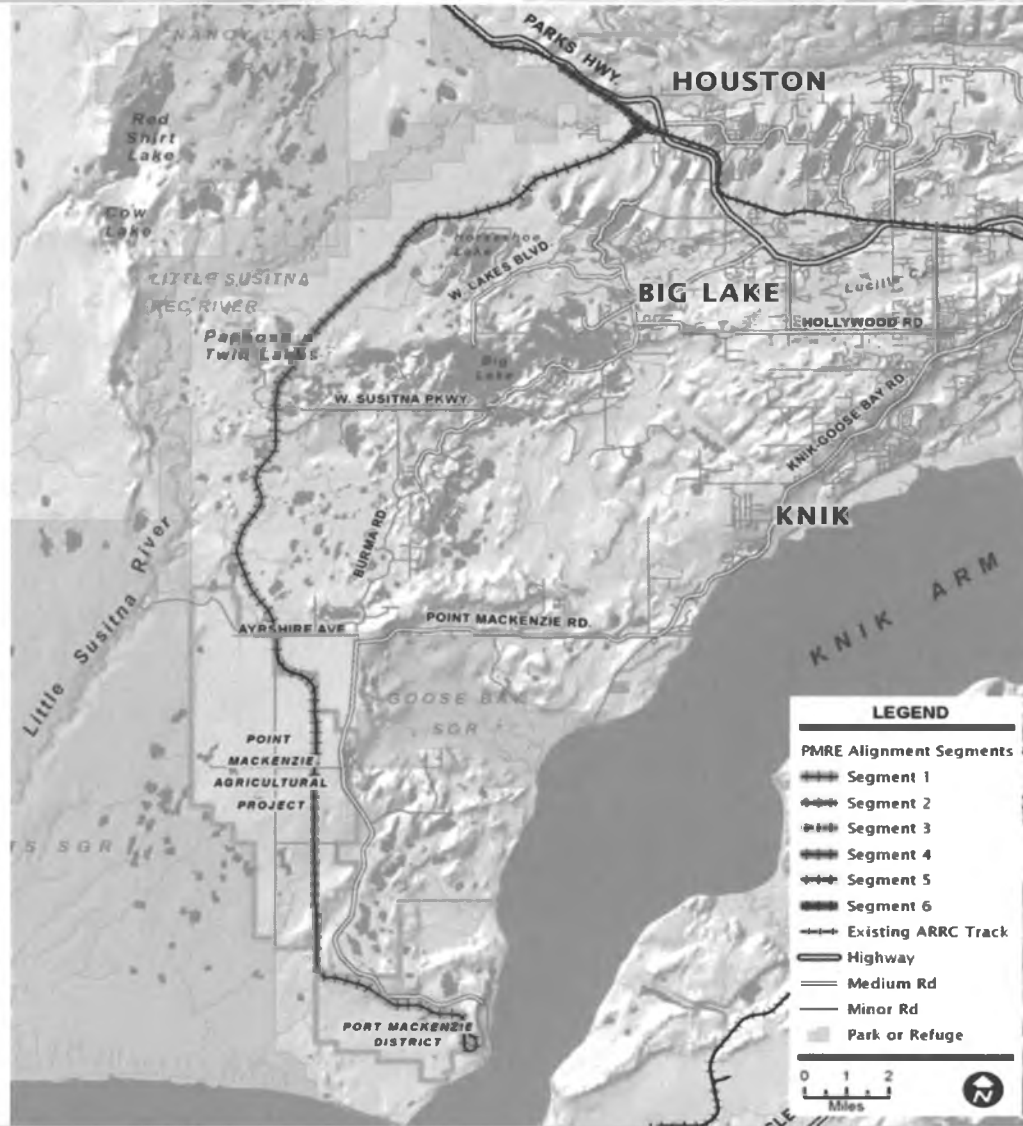 NANCY LAKE
PARKS HWY.
HOUSTON
Red
Shirt
Lake
Cow
Lake
Horseshoe
Lake
W. LAKES BLVD.
LITTLE SUSITNA
REC RIVER
BIG LAKE
Lucille
HOLLYWOOD RD
Papoose
Twin Lakes
Big
Lake
W. SUSITNA PKWY.
KNIK-GOOSE BAY RD.
KNIK
Little Susitna River
BURMA RD
KNIK ARM
AYRSHIRE AVE
POINT MACKENZIE RD.
GOOSE BAY
SGR
POINT
MACKENZIE
AGRICULTURAL
PROJECT
SGR
PORT MACKENZIE
DISTRICT
LEGEND
PMRE Alignment Segments
Segment 1
Segment 2
Segment 3
Segment 4
Segment 5
Segment 6
Existing ARRC Track
Highway
Medium Rd
Minor Rd
Park or Refuge
0 1 2
Miles
N